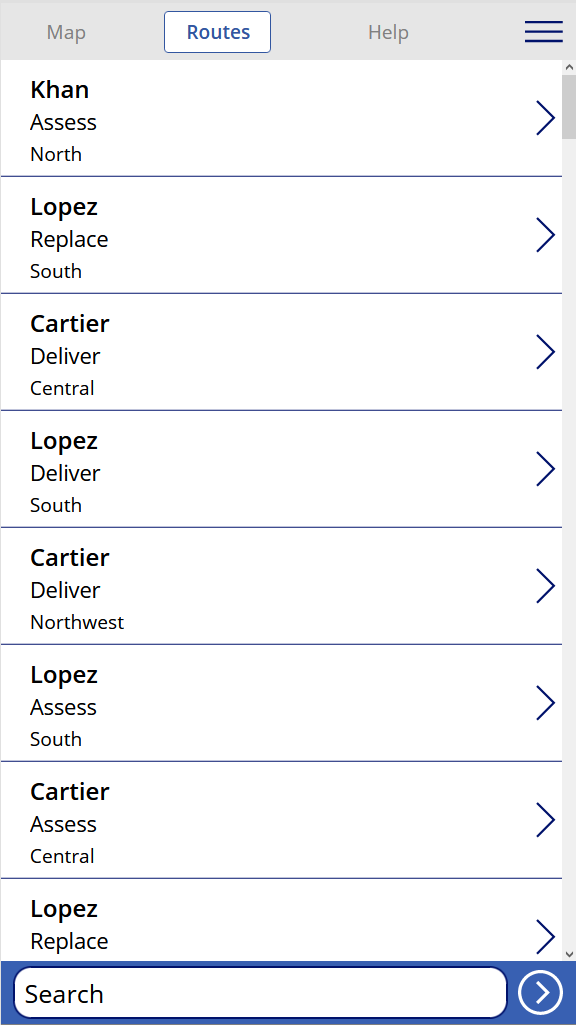 Map Routes Help
Khan
Assess
North
Lopez
Replace
South
Cartier
Deliver
Central
Lopez
Deliver
South
Cartier
Deliver
Northwest
Lopez
Assess
South
Cartier
Assess
Central
Lopez
Replace
Search